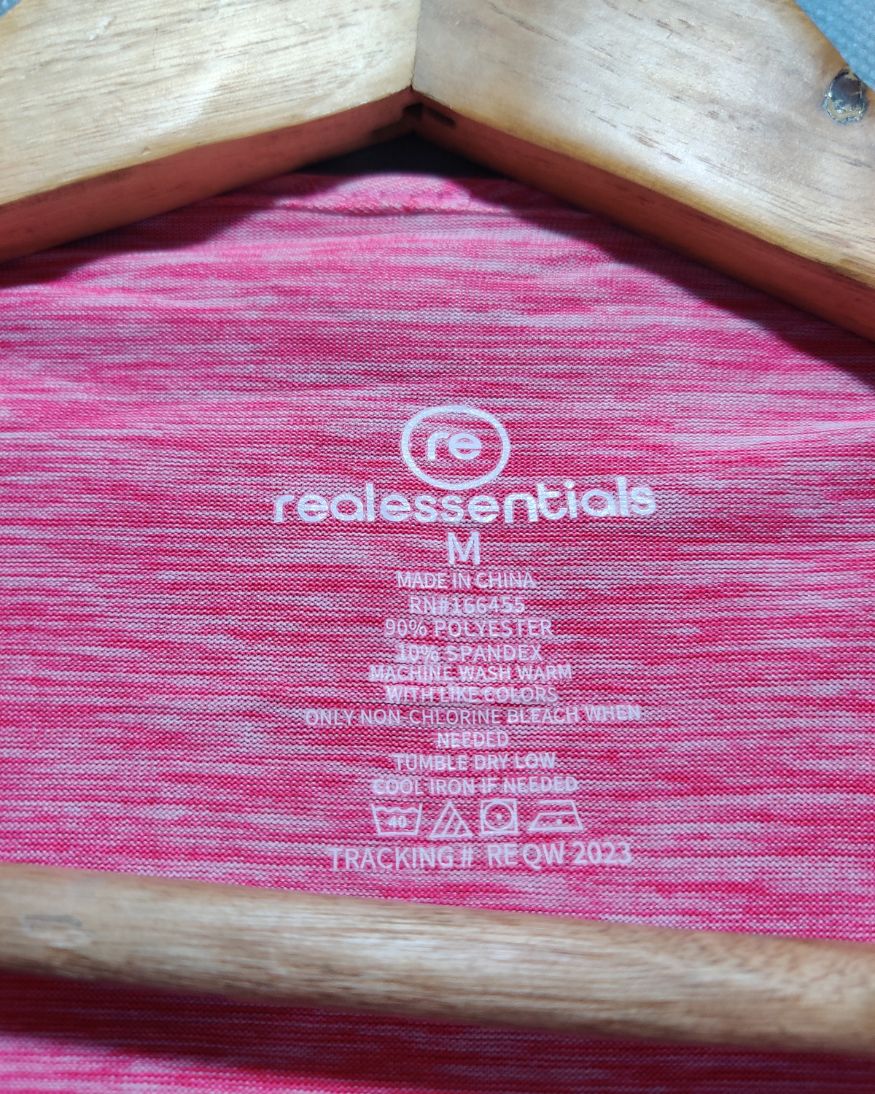 re
realessentials
M
MADE IN CHINA
RN#166455
90% POLYESTER
10% SPANDEX
MACHINE WASH WARM
WITH LIKE COLORS
ONLY NON-CHLORINE BLEACH WHEN
NEEDED
TUMBLE DRY LOW
COOL IRON IF NEEDED
40
TRACKING# REQW 2023